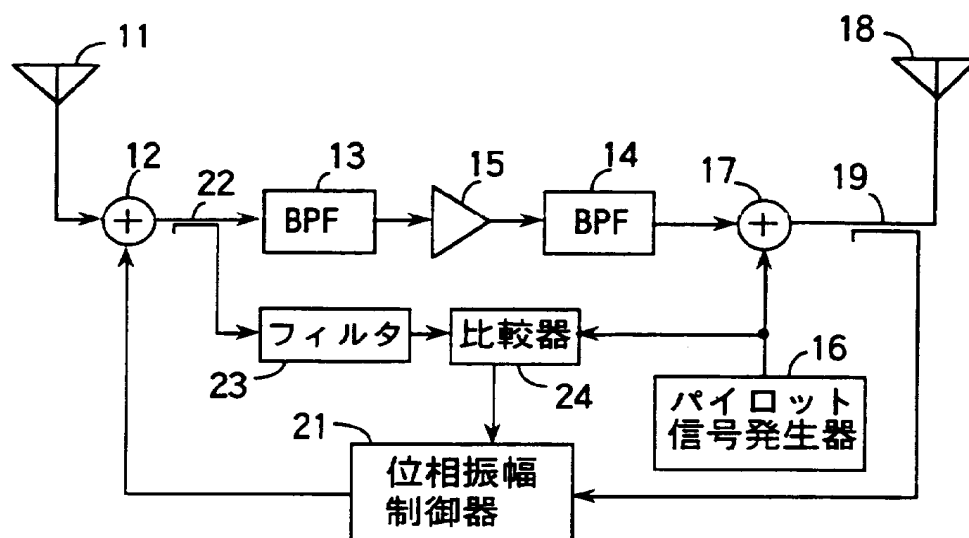 11
18
12
22
13
15
14
17
19
+
BPF
BPF
+
フィルタ
比較器
23
24
16
パイロット
信号発生器
21
位相振幅
制御器